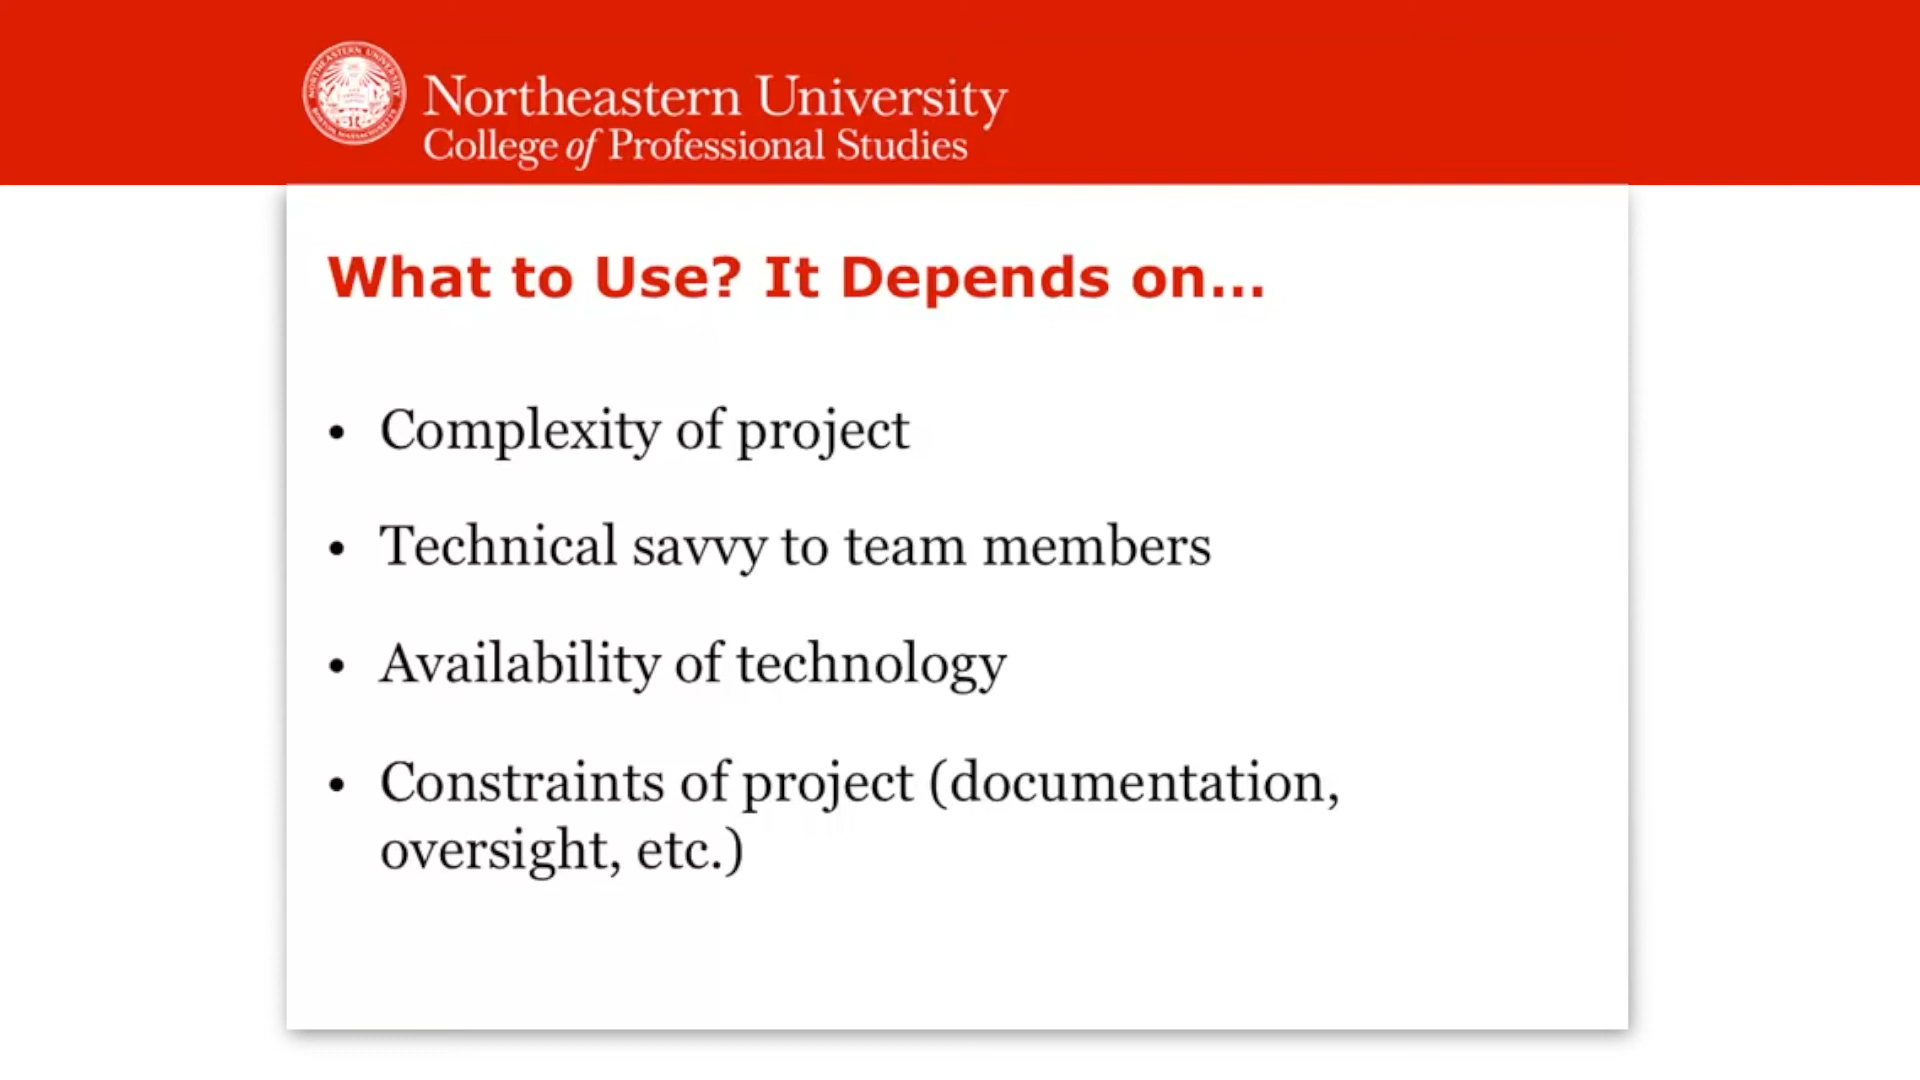 Northeastern University
College of Professional Studies
What to Use? It Depends on...
• Complexity of project
• Technical savvy to team members
• Availability of technology
• Constraints of project (documentation,
oversight, etc.)